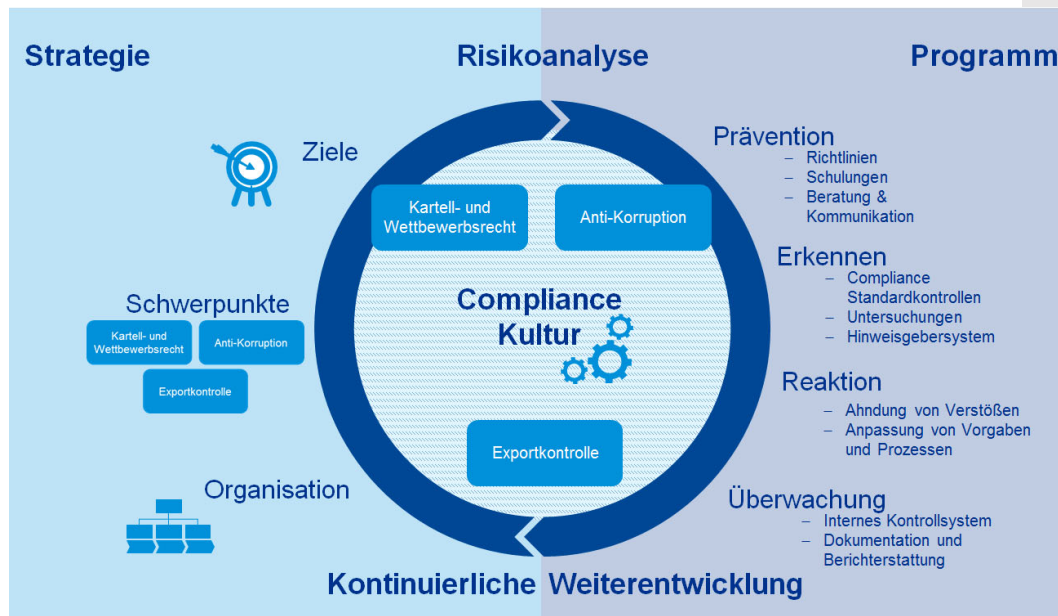 Strategie
Risikoanalyse
Programm
Ziele
Schwerpunkte
Kartell- und
Wettbewerbsrecht
Anti-Korruption
Exportkontrolle
Organisation
Kartell- und
Wettbewerbsrecht
Anti-Korruption
Compliance
Kultur
Exportkontrolle
Prävention
– Richtlinien
– Schulungen
– Beratung &
Kommunikation
Erkennen
– Compliance
Standardkontrollen
– Untersuchungen
– Hinweisgebersystem
Reaktion
– Ahndung von Verstößen
– Anpassung von Vorgaben
und Prozessen
Überwachung
– Internes Kontrollsystem
– Dokumentation und
Berichterstattung
Kontinuierliche Weiterentwicklung